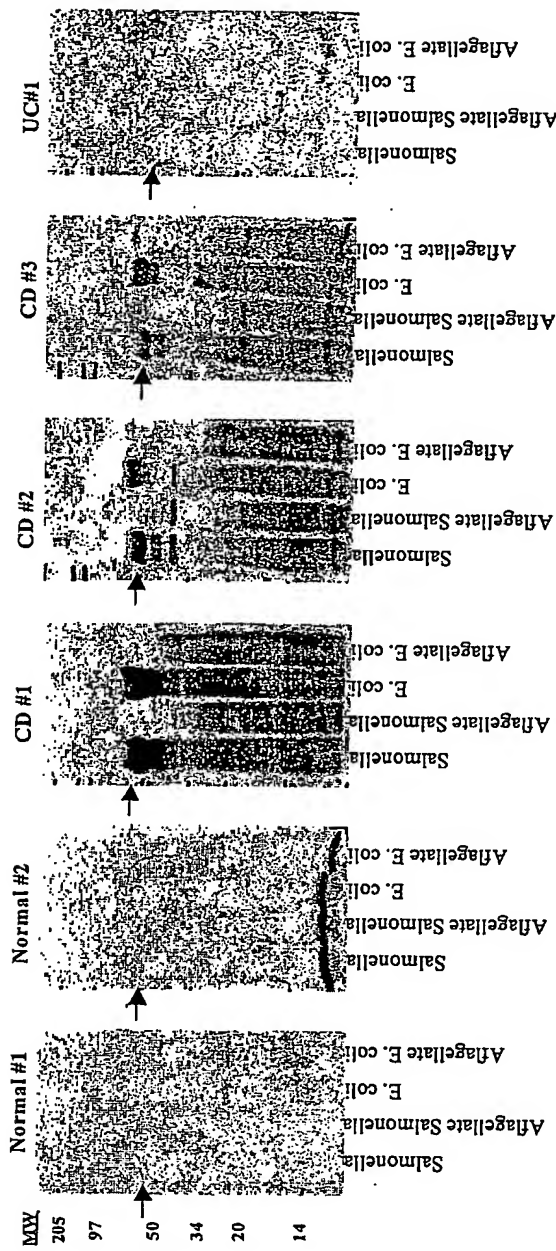 MW
205
97
50
34
20
14
Normal #1
Salmonella
Aflagellate Salmonella
E. coli
Aflagellate E. coli
Normal #2
Salmonella
Aflagellate Salmonella
E. coli
Aflagellate E. coli
CD #1
Salmonella
Aflagellate Salmonella
E. coli
Aflagellate E. coli
CD #2
Salmonella
Aflagellate Salmonella
E. coli
Aflagellate E. coli
CD #3
Salmonella
Aflagellate Salmonella
E. coli
Aflagellate E. coli
UC#1
Salmonella
Aflagellate Salmonella
E. coli
Aflagellate E. coli